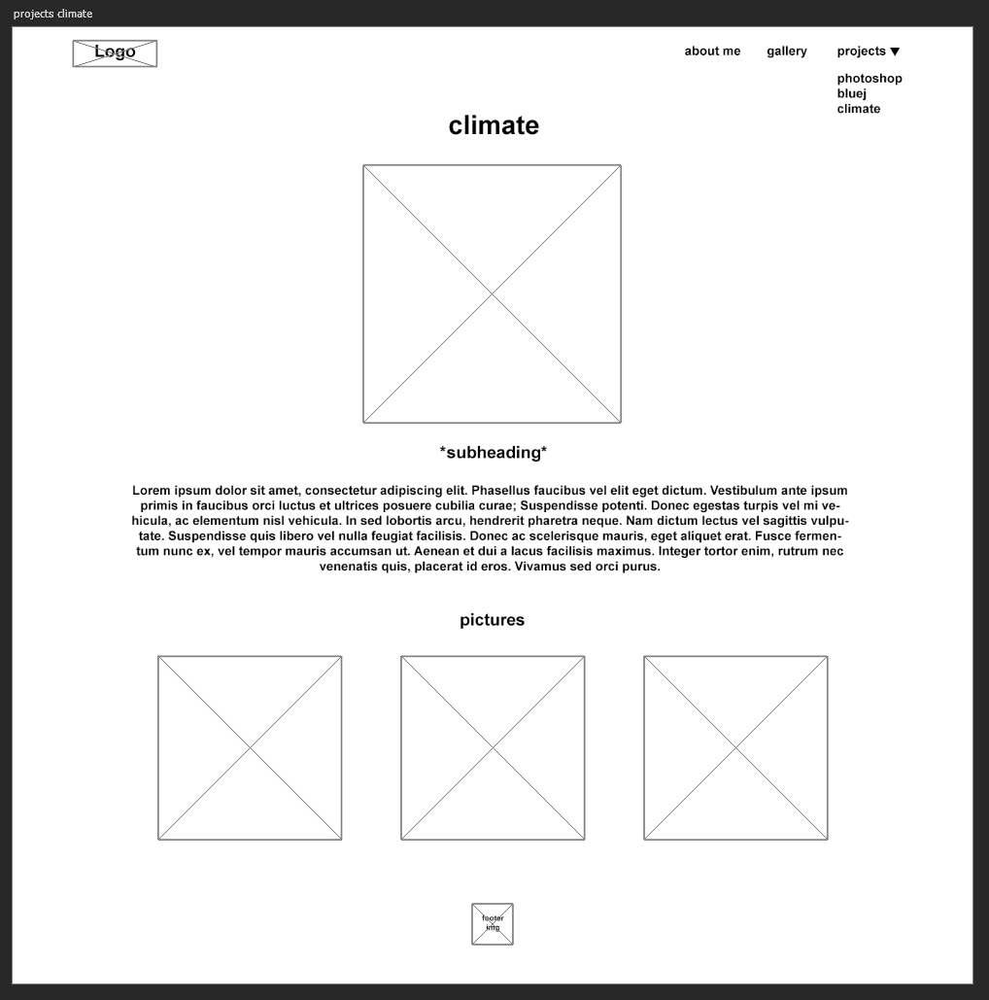 projects climate
Logo
about me gallery projects ▼
photoshop
bluej
climate
climate
*subheading*
Lorem ipsum dolor sit amet, consectetur adipiscing elit. Phasellus faucibus vel elit eget dictum. Vestibulum ante ipsum
primis in faucibus orci luctus et ultrices posuere cubilia curae; Suspendisse potenti. Donec egestas turpis vel mi ve-
hicula, ac elementum nisl vehicula. In sed lobortis arcu, hendrerit pharetra neque. Nam dictum lectus vel sagittis vulpu-
tate. Suspendisse quis libero vel nulla feugiat facilisis. Donec ac scelerisque mauris, eget aliquet erat. Fusce fermen-
tum nunc ex, vel tempor mauris accumsan ut. Aenean et dui a lacus facilisis maximus. Integer tortor enim, rutrum nec
venenatis quis, placerat id eros. Vivamus sed orci purus.
pictures
footer
img